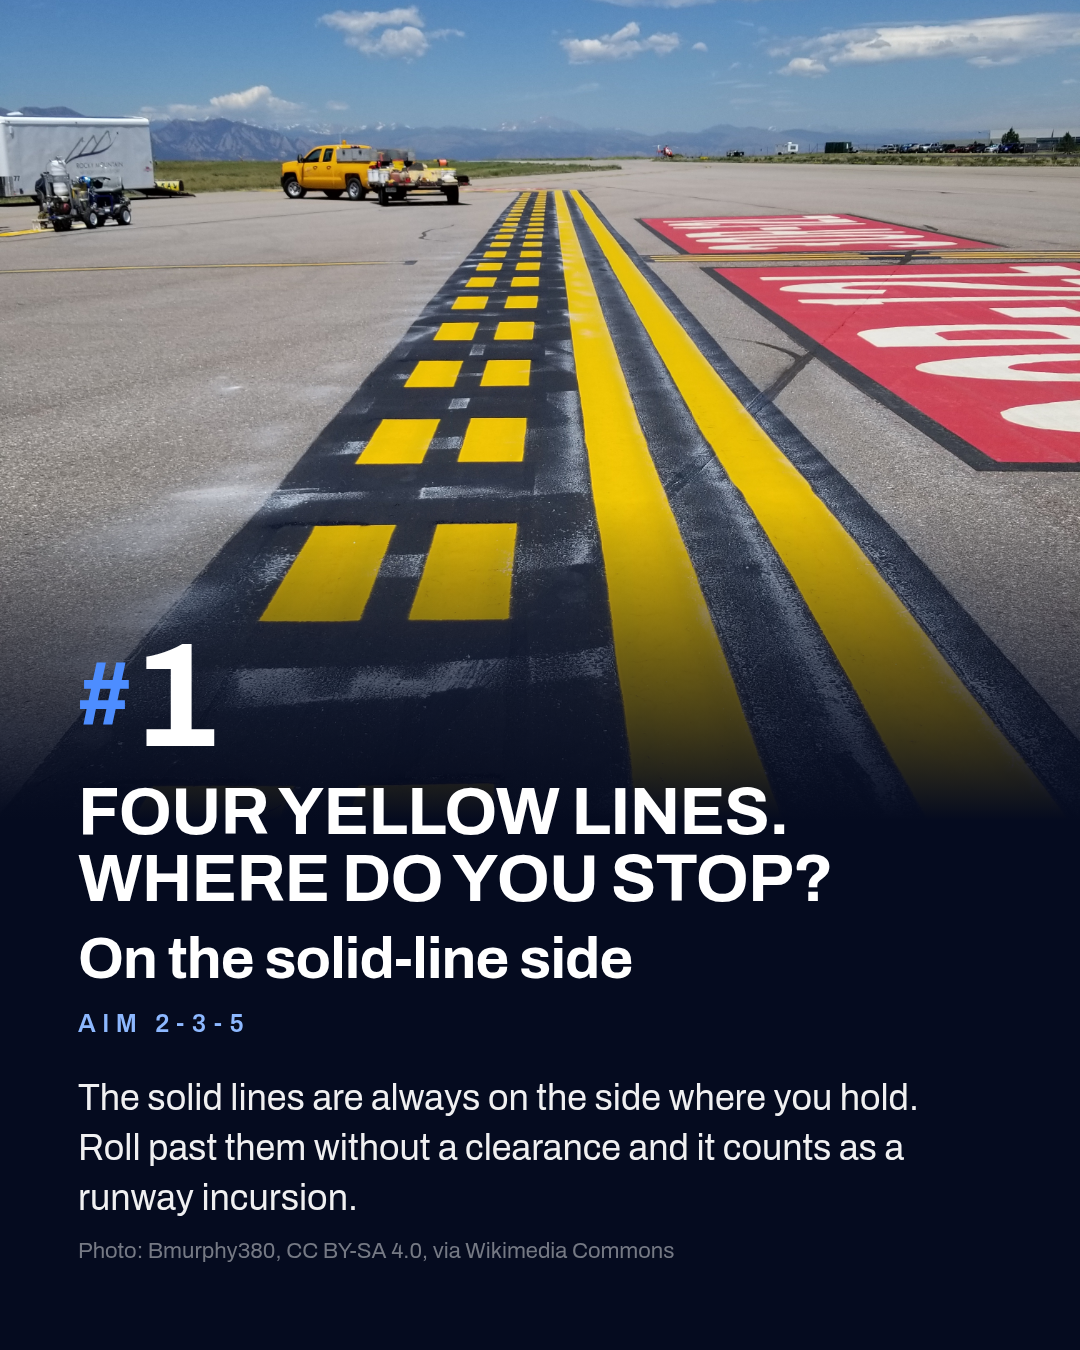 ROCKY MOUNTAIN
#1
FOUR YELLOW LINES.
WHERE DO YOU STOP?
On the solid-line side
AIM 2-3-5
The solid lines are always on the side where you hold.
Roll past them without a clearance and it counts as a
runway incursion.
Photo: Bmurphy380, CC BY-SA 4.0, via Wikimedia Commons